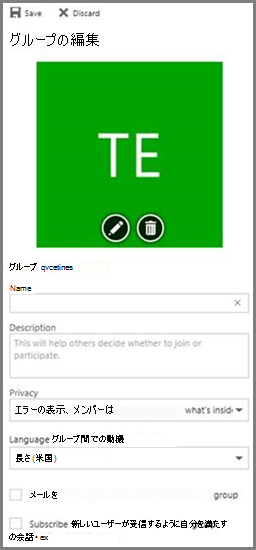 Save Discard
グループの編集
TE
グループ qvcetines
Name
Description
This will help others decide whether to join or
participate.
Privacy
エラーの表示、メンバーは what's insid
Language グループ間での動機
長さ(米国)
メールを group
Subscribe 新しいユーザーが受信するように自分を満たす
の会話・ex